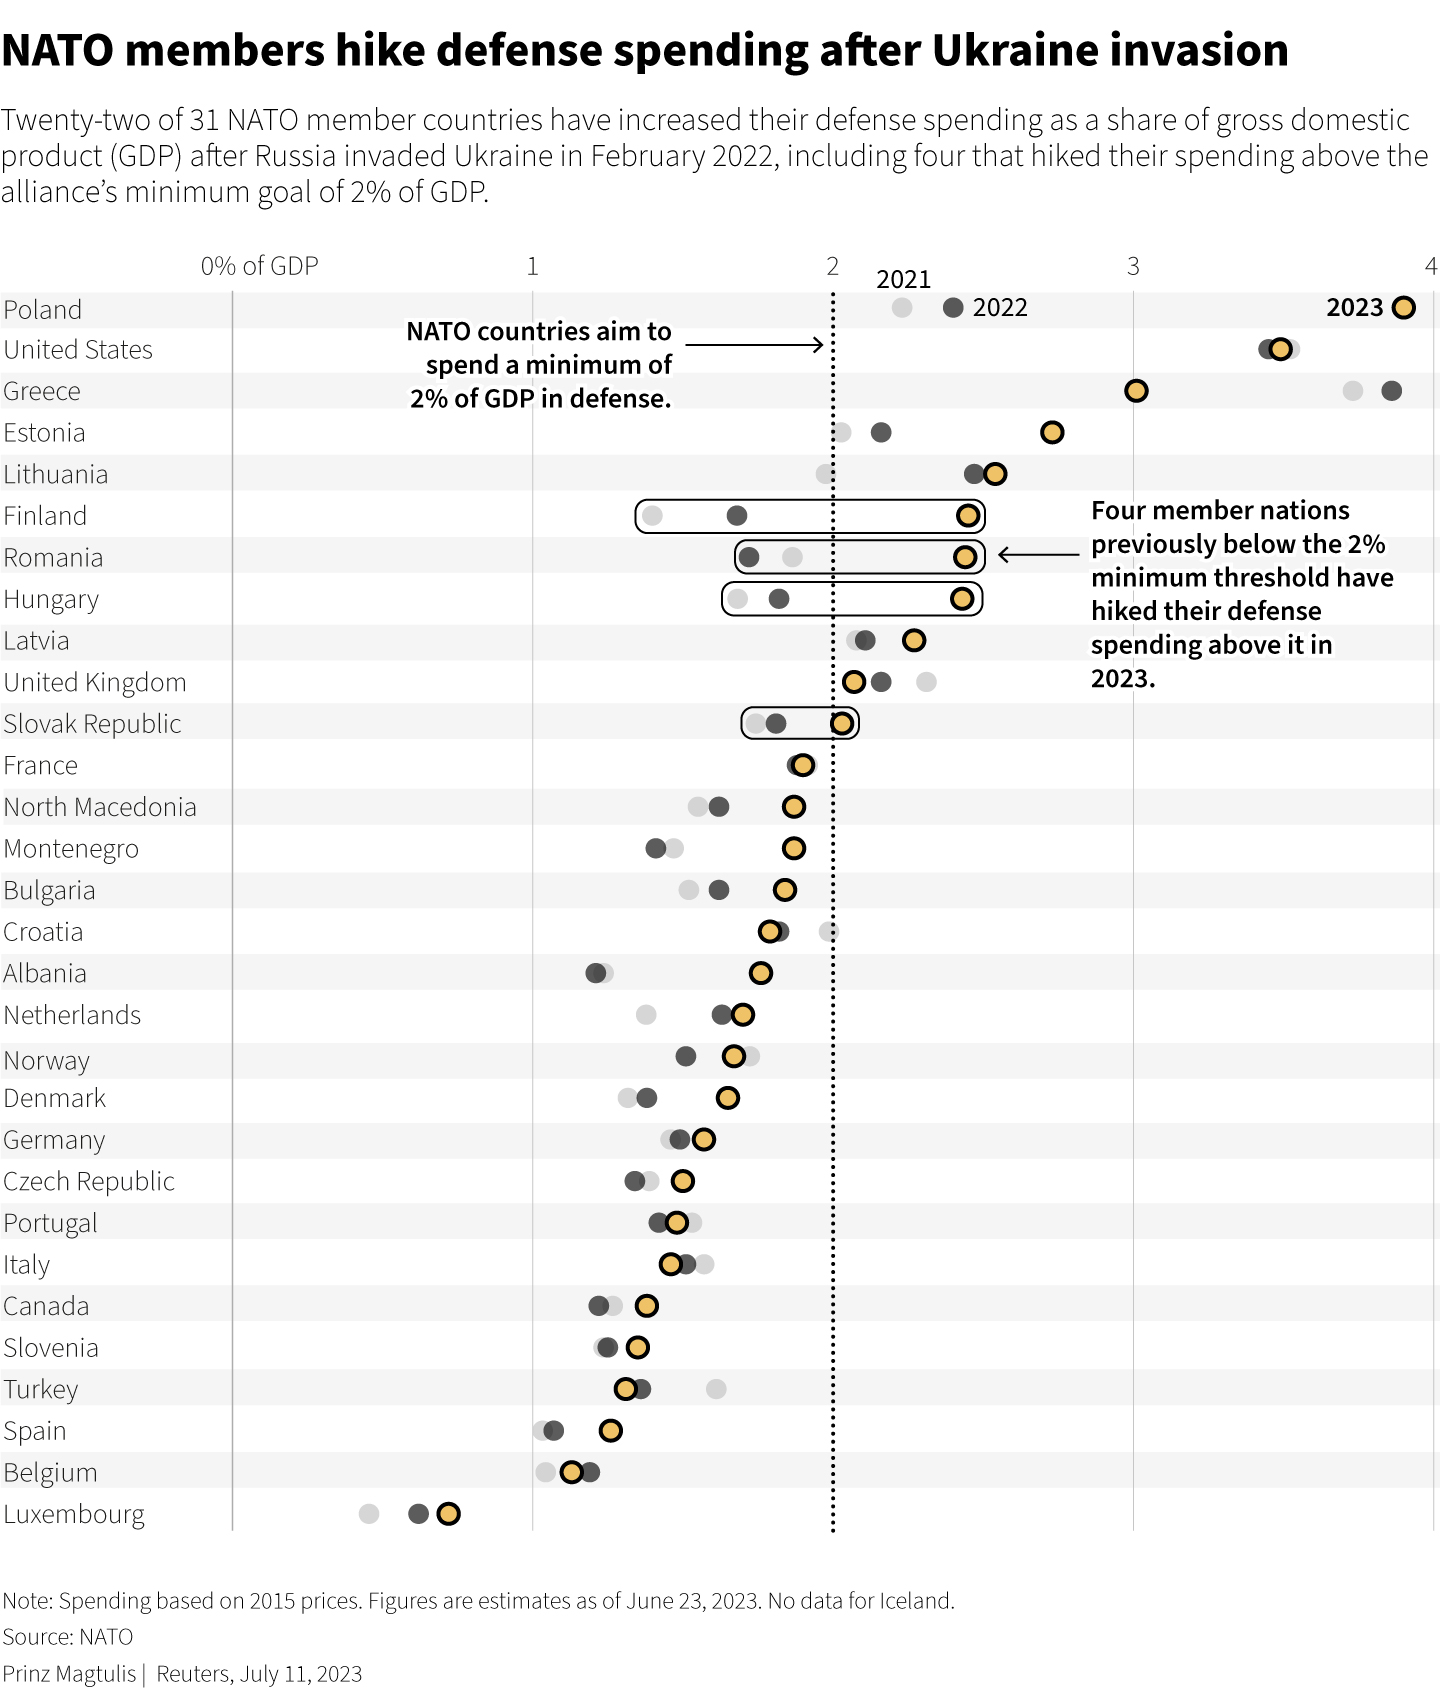 NATO members hike defense spending after Ukraine invasion
Twenty-two of 31 NATO member countries have increased their defense spending as a share of gross domestic
product (GDP) after Russia invaded Ukraine in February 2022, including four that hiked their spending above the
alliance’s minimum goal of 2% of GDP.
0% of GDP 1 2 3 4
2021
Poland 2022 2023
NATO countries aim to
spend a minimum of
2% of GDP in defense.
United States
Greece
Estonia
Lithuania
Finland
Four member nations
previously below the 2%
minimum threshold have
hiked their defense
spending above it in
2023.
Romania
Hungary
Latvia
United Kingdom
Slovak Republic
France
North Macedonia
Montenegro
Bulgaria
Croatia
Albania
Netherlands
Norway
Denmark
Germany
Czech Republic
Portugal
Italy
Canada
Slovenia
Turkey
Spain
Belgium
Luxembourg
Note: Spending based on 2015 prices. Figures are estimates as of June 23, 2023. No data for Iceland.
Source: NATO
Prinz Magtulis | Reuters, July 11, 2023